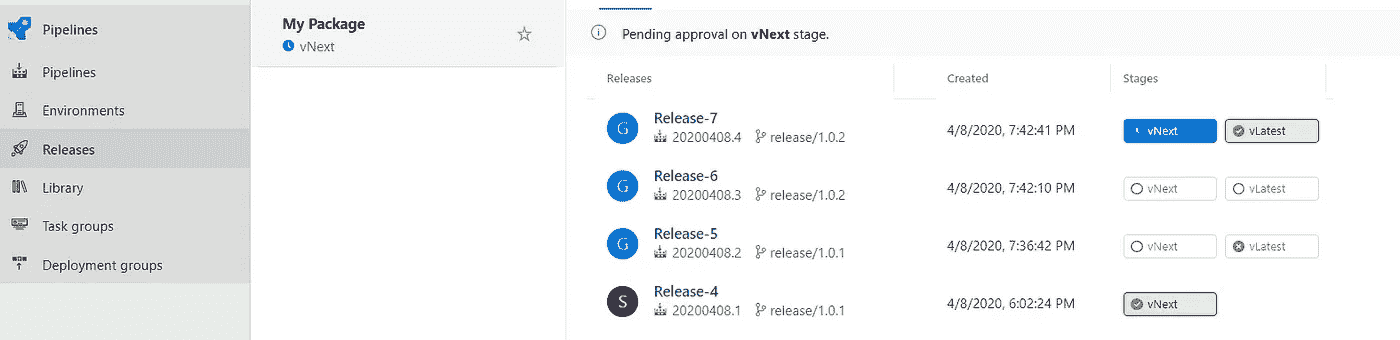 Pipelines
Pipelines
Environments
Releases
Library
Task groups
Deployment groups
My Package
vNext
Pending approval on vNext stage.
Releases Created Stages
G Release-7
20200408.4 release/1.0.2 4/8/2020, 7:42:41 PM vNext vLatest
G Release-6
20200408.3 release/1.0.2 4/8/2020, 7:42:10 PM vNext vLatest
G Release-5
20200408.2 release/1.0.1 4/8/2020, 7:36:42 PM vNext vLatest
S Release-4
20200408.1 release/1.0.1 4/8/2020, 6:02:24 PM vNext